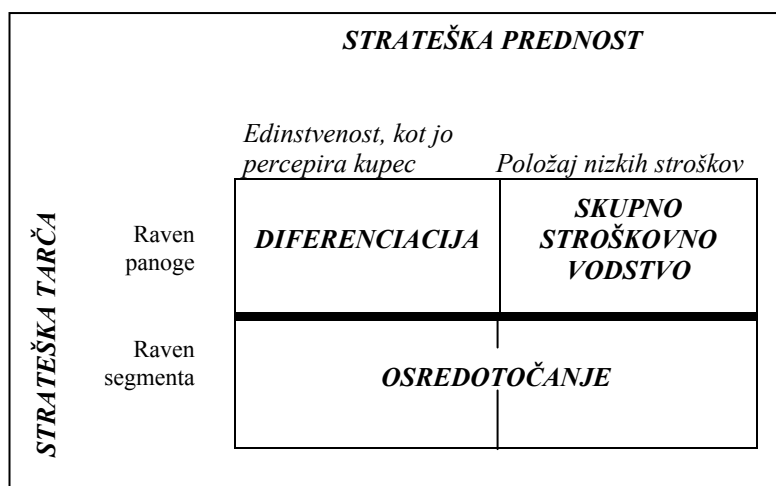 STRATEŠKA PREDNOST
Edinstvenost, kot jo
percepira kupec
Položaj nizkih stroškov
STRATEŠKA TARČA
Raven
panoge
DIFERENCIACIJA
SKUPNO
STROŠKOVNO
VODSTVO
Raven
segmenta
OSREDOTOČANJE